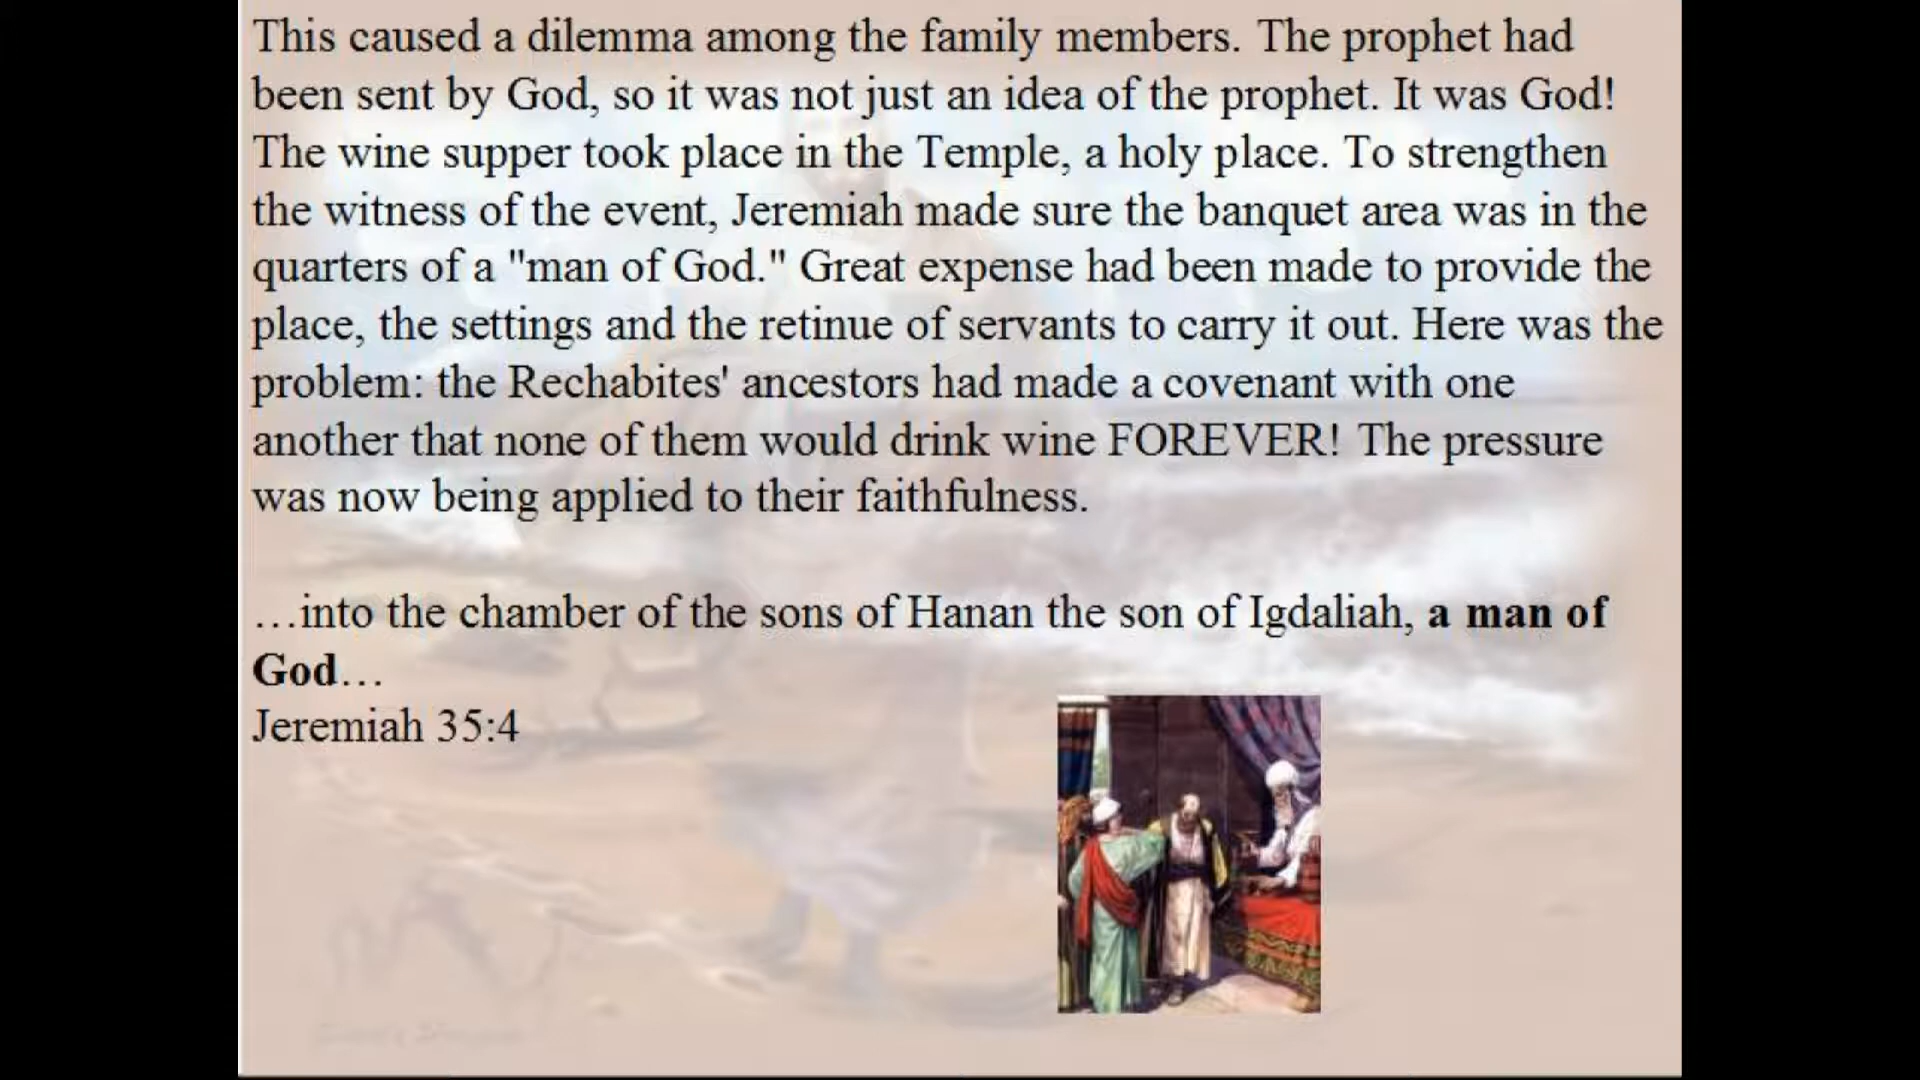 This caused a dilemma among the family members. The prophet had
been sent by God, so it was not just an idea of the prophet. It was God!
The wine supper took place in the Temple, a holy place. To strengthen
the witness of the event, Jeremiah made sure the banquet area was in the
quarters of a "man of God." Great expense had been made to provide the
place, the settings and the retinue of servants to carry it out. Here was the
problem: the Rechabites' ancestors had made a covenant with one
another that none of them would drink wine FOREVER! The pressure
was now being applied to their faithfulness.
…into the chamber of the sons of Hanan the son of Igdaliah, a man of
God…
Jeremiah 35:4